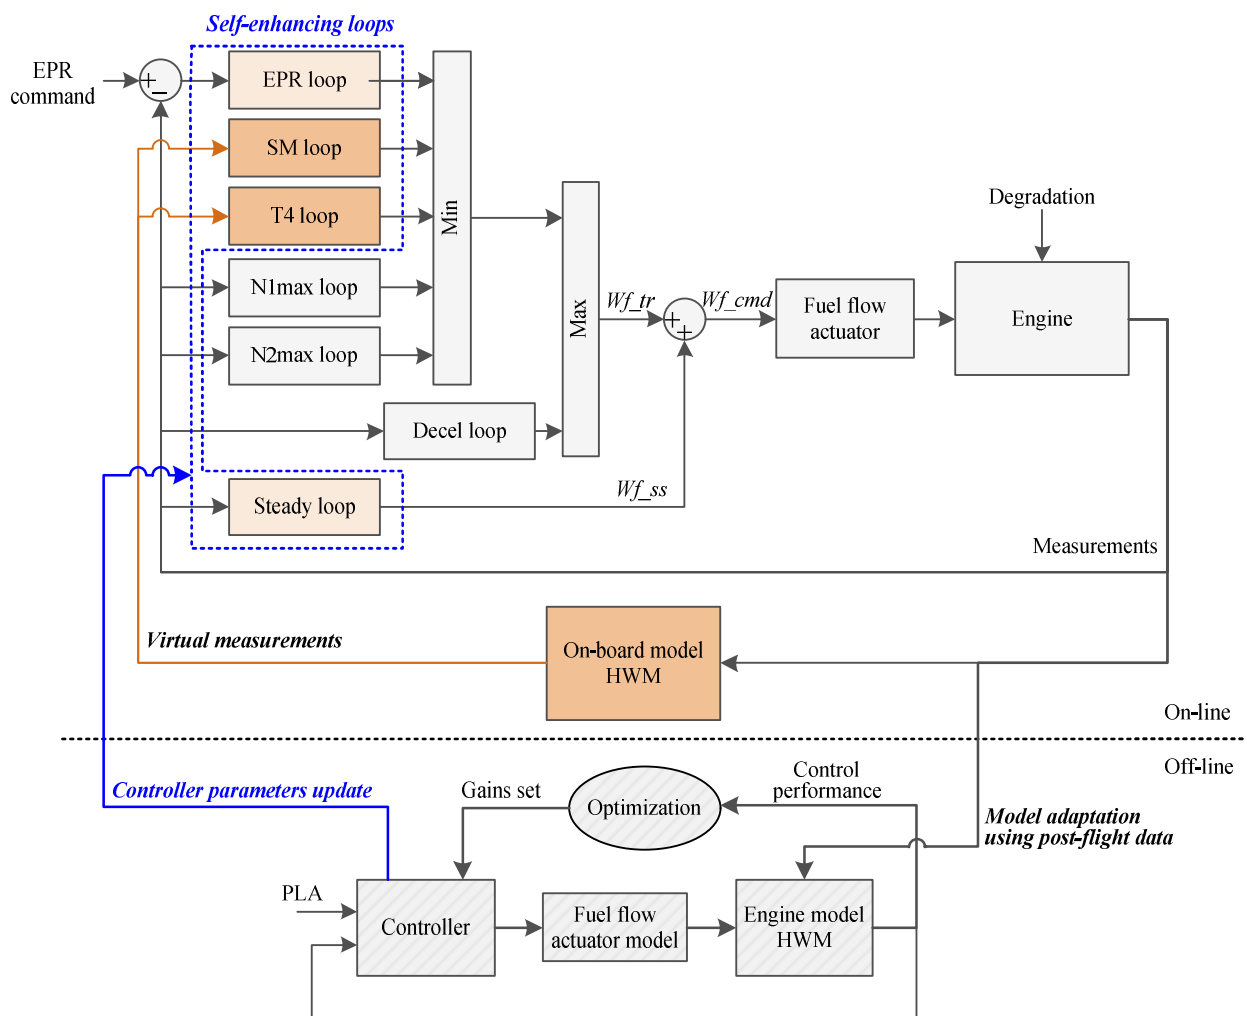 Self-enhancing loops
EPR
command
+
−
EPR loop
SM loop
T4 loop
N1max loop
N2max loop
Min
Decel loop
Max
Steady loop
Wf_tr
Wf_ss
+
+
Wf_cmd
Fuel flow
actuator
Degradation
Engine
Measurements
Virtual measurements
On-board model
HWM
On-line
Off-line
Controller parameters update
Gains set
Optimization
Control
performance
Model adaptation
using post-flight data
PLA
Controller
Fuel flow
actuator model
Engine model
HWM